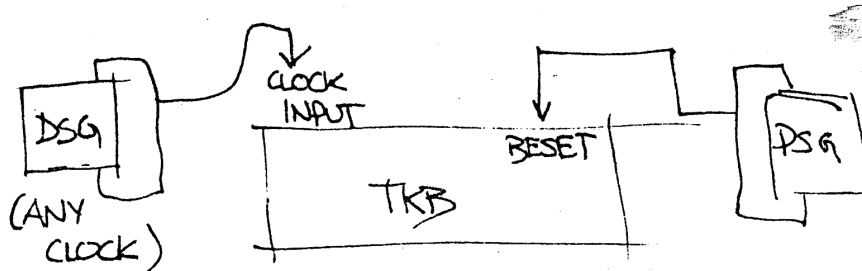 CLOCK
INPUT
DSG
(ANY
CLOCK)
TKB
RESET
DSG